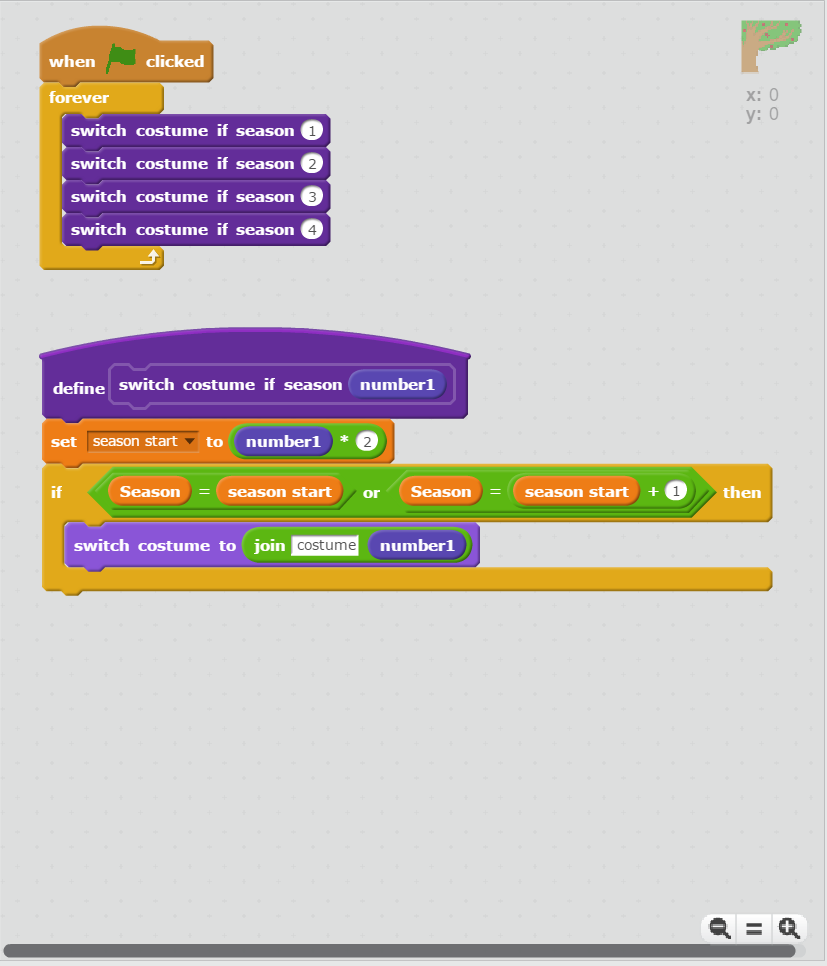 when clicked
forever
switch costume if season 1
switch costume if season 2
switch costume if season 3
switch costume if season 4
x: 0
y: 0
define switch costume if season number1
set season start to number1 * 2
if Season = season start or Season = season start + 1 then
switch costume to join costume number1